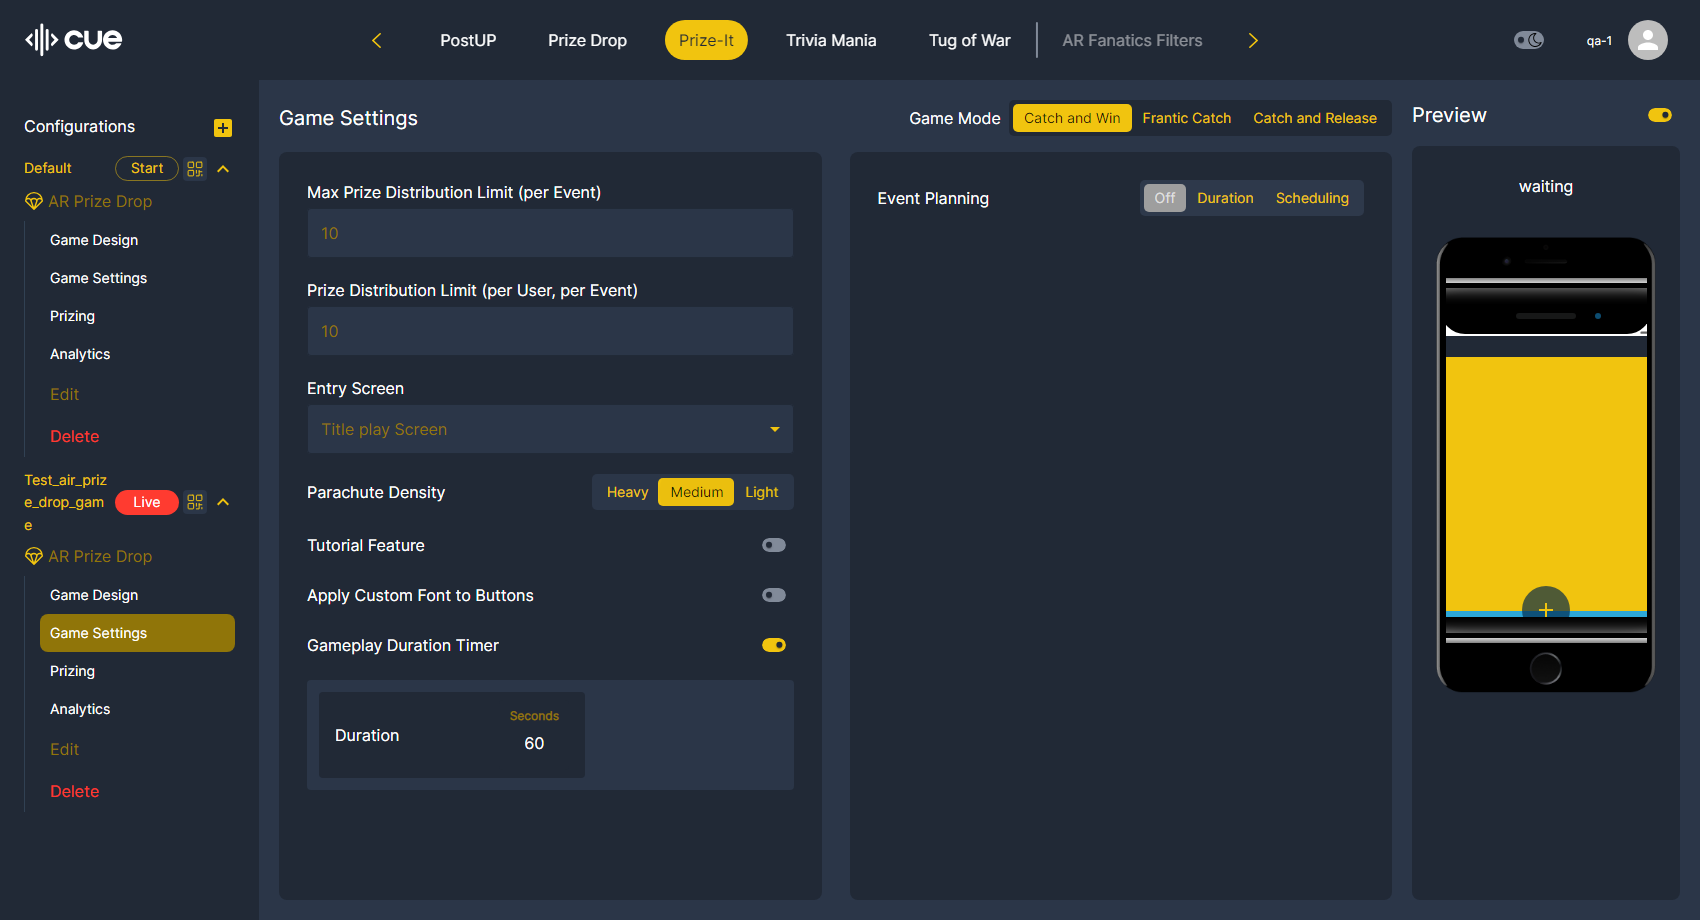 cue
PostUP
Prize Drop
Prize-It
Trivia Mania
Tug of War
AR Fanatics Filters
qa-1
Configurations
Default
Start
AR Prize Drop
Game Design
Game Settings
Prizing
Analytics
Edit
Delete
Test_air_priz
e_drop_gam
e
Live
AR Prize Drop
Game Design
Game Settings
Prizing
Analytics
Edit
Delete
Game Settings
Game Mode
Catch and Win
Frantic Catch
Catch and Release
Max Prize Distribution Limit (per Event)
10
Prize Distribution Limit (per User, per Event)
10
Entry Screen
Title play Screen
Parachute Density
Heavy
Medium
Light
Tutorial Feature
Apply Custom Font to Buttons
Gameplay Duration Timer
Duration
Seconds
60
Event Planning
Off
Duration
Scheduling
Preview
waiting